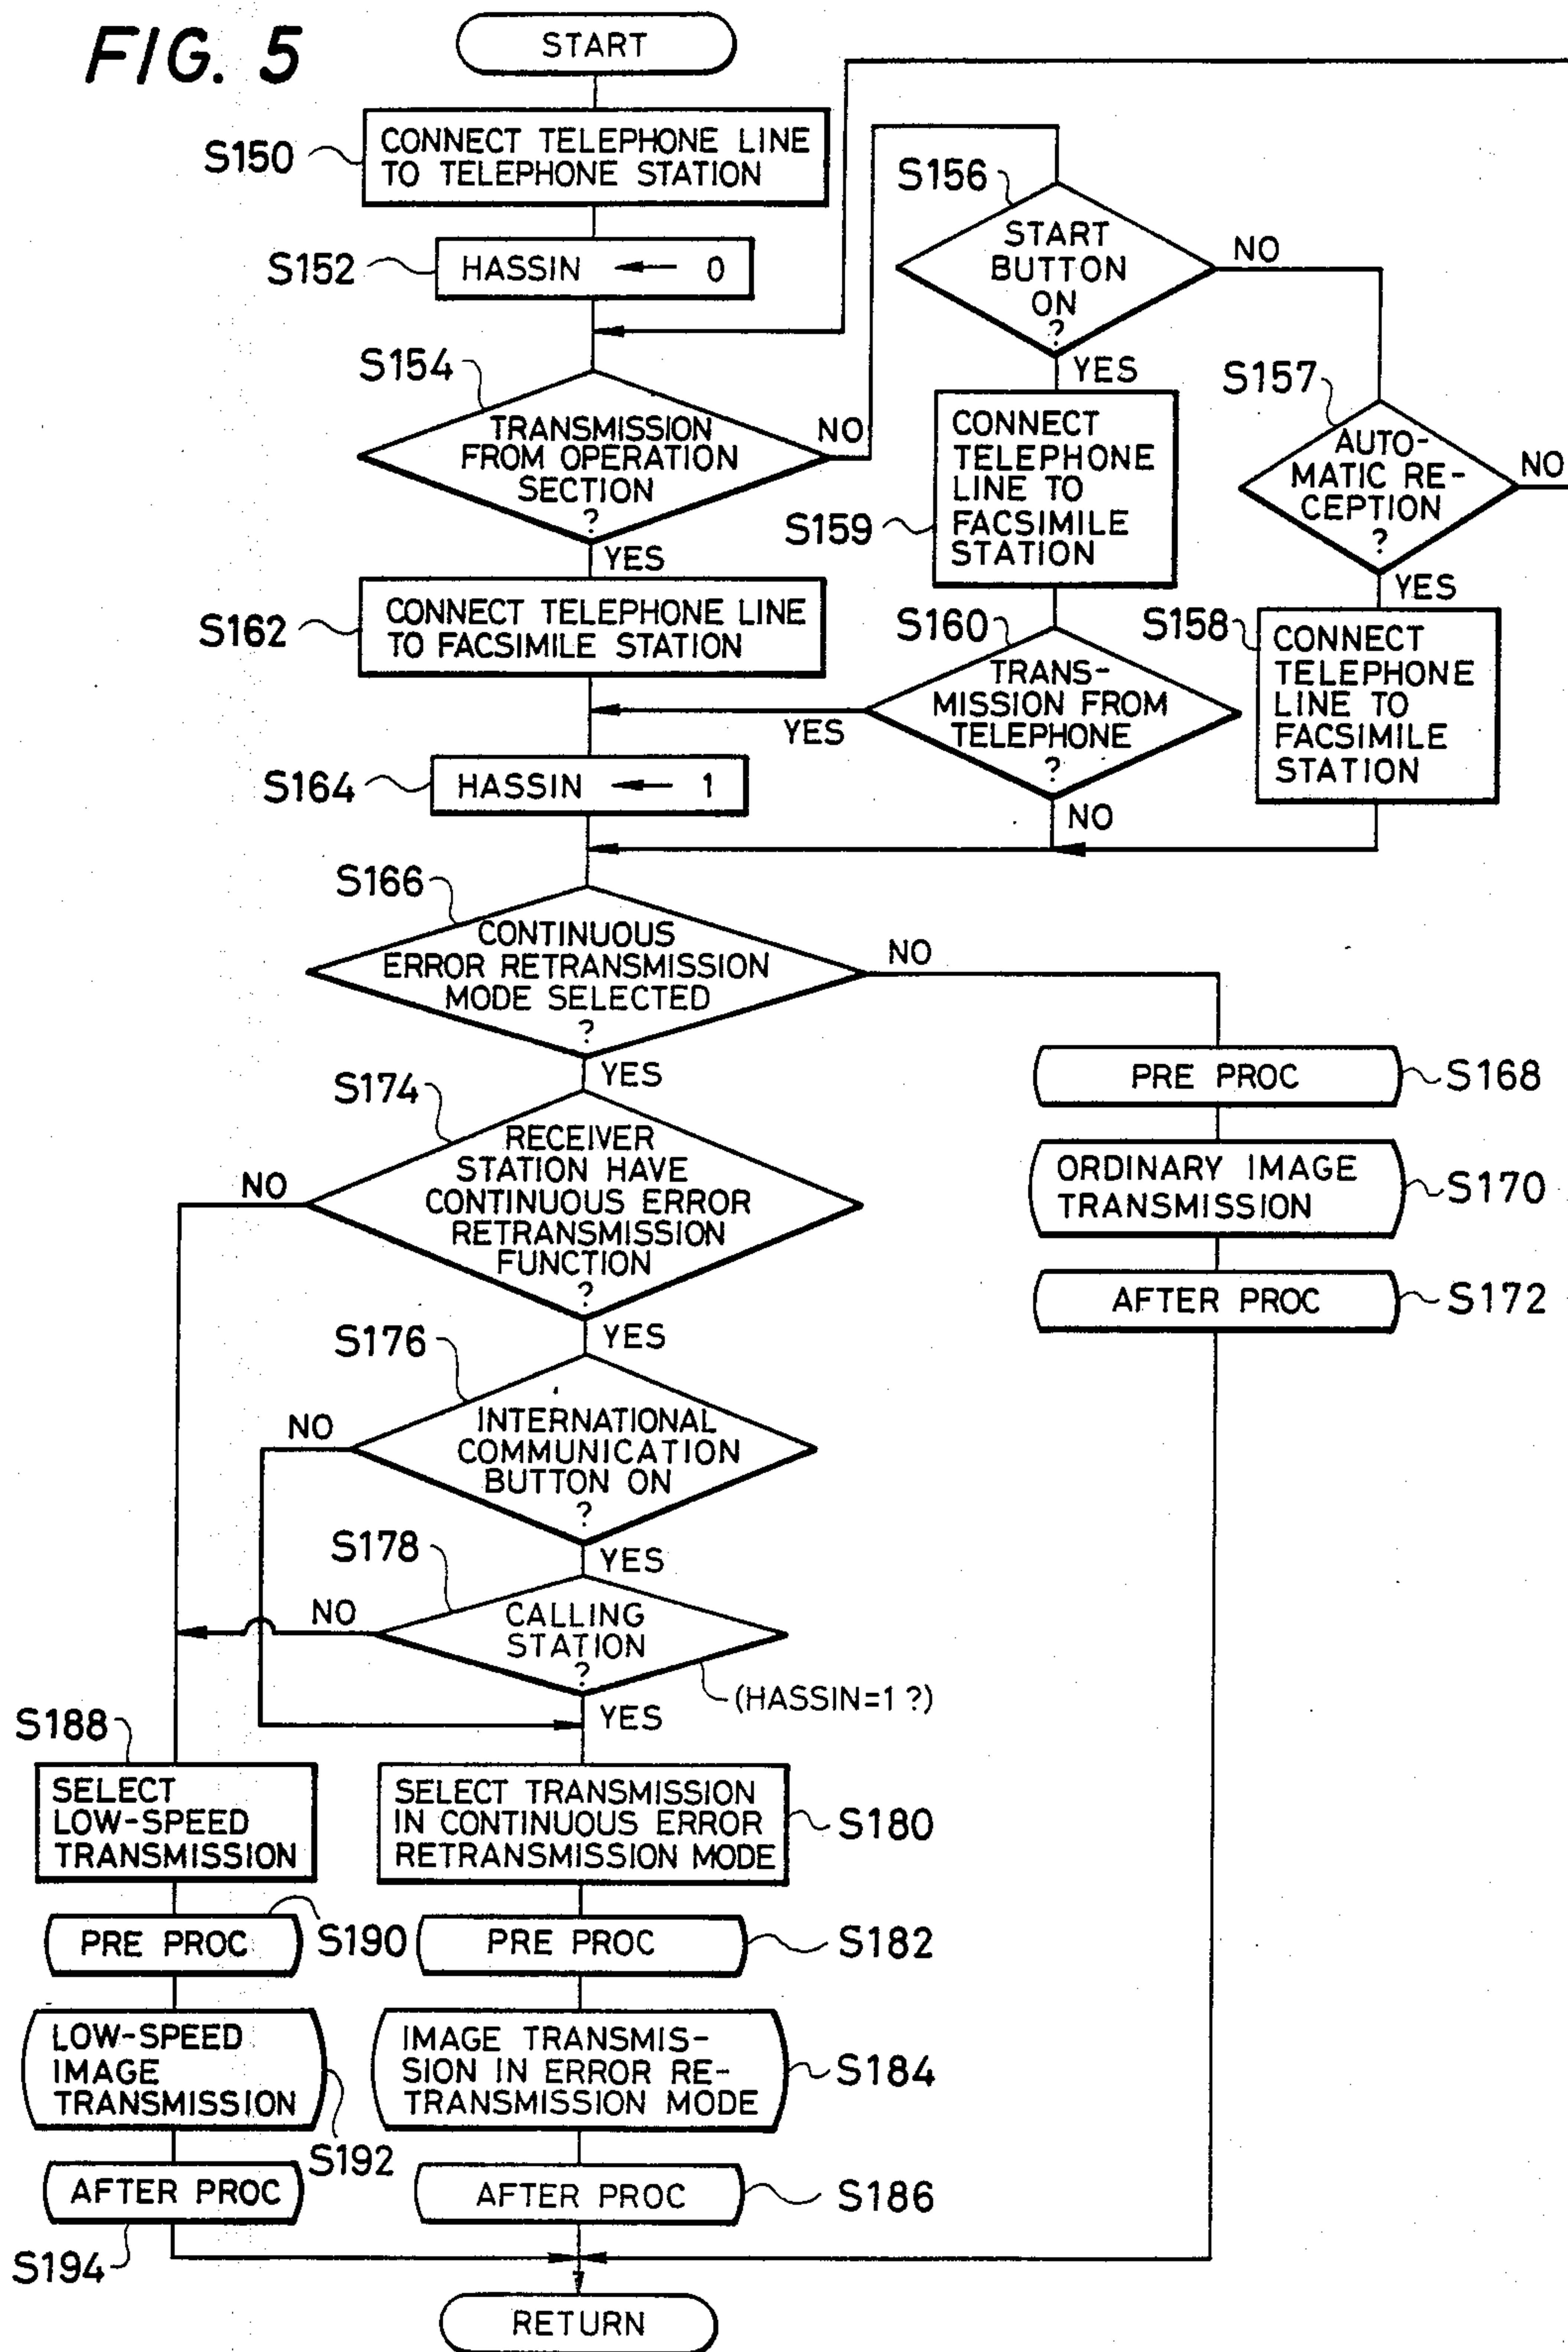 FIG. 5
START
S150
CONNECT TELEPHONE LINE
TO TELEPHONE STATION
S152
HASSIN ← 0
S154
TRANSMISSION
FROM OPERATION
SECTION
?
NO
YES
S156
START
BUTTON
ON
?
NO
YES
S157
AUTO-
MATIC RE-
CEPTION
?
NO
YES
S159
CONNECT
TELEPHONE
LINE TO
FACSIMILE
STATION
S162
CONNECT TELEPHONE LINE
TO FACSIMILE STATION
S160
TRANS-
MISSION FROM
TELEPHONE
?
YES
NO
S158
CONNECT
TELEPHONE
LINE TO
FACSIMILE
STATION
S164
HASSIN ← 1
S166
CONTINUOUS
ERROR RETRANSMISSION
MODE SELECTED
?
NO
YES
PRE PROC
S168
ORDINARY IMAGE
TRANSMISSION
S170
AFTER PROC
S172
S174
RECEIVER
STATION HAVE
CONTINUOUS ERROR
RETRANSMISSION
FUNCTION
?
NO
YES
S176
INTERNATIONAL
COMMUNICATION
BUTTON ON
?
NO
YES
S178
CALLING
STATION
?
NO
(HASSIN=1 ?)
YES
S188
SELECT
LOW-SPEED
TRANSMISSION
SELECT TRANSMISSION
IN CONTINUOUS ERROR
RETRANSMISSION MODE
S180
PRE PROC
S190
PRE PROC
S182
LOW-SPEED
IMAGE
TRANSMISSION
S192
IMAGE TRANSMIS-
SION IN ERROR RE-
TRANSMISSION MODE
S184
AFTER PROC
S194
AFTER PROC
S186
RETURN